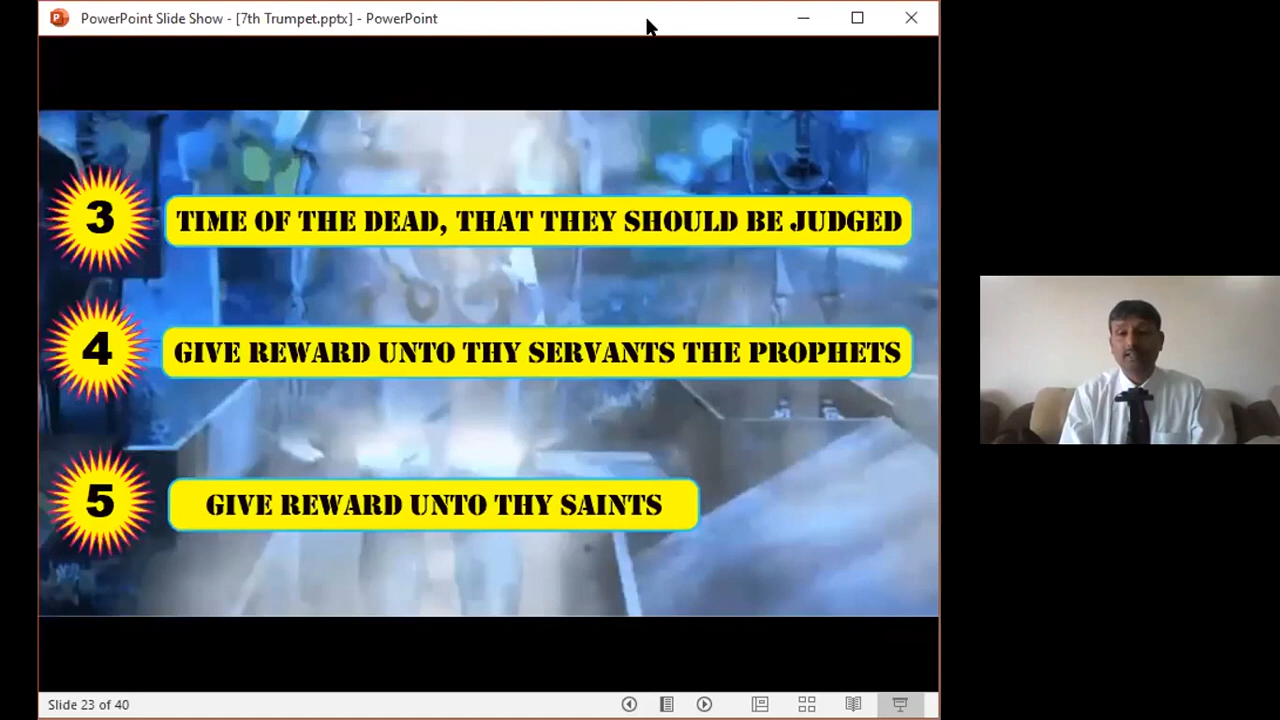 PowerPoint Slide Show - [7th Trumpet.pptx] - PowerPoint
3
TIME OF THE DEAD, THAT THEY SHOULD BE JUDGED
4
GIVE REWARD UNTO THY SERVANTS THE PROPHETS
5
GIVE REWARD UNTO THY SAINTS
Slide 23 of 40